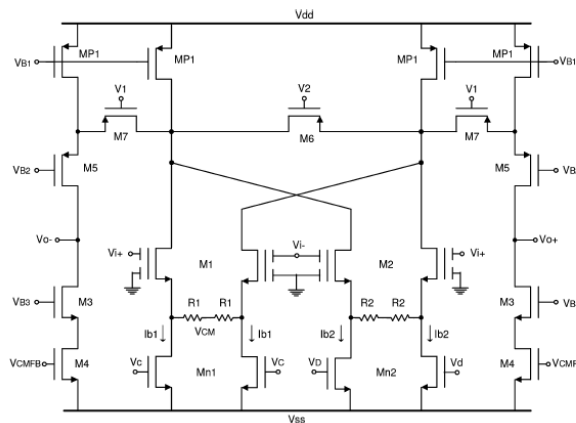 Vdd
VB1 MP1 MP1 MP1 MP1 VB1
V1 V2 V1
M7 M6 M7
VB2 M5 M5 VB
Vo- Vo+
Vi+ M1 Vi- M2 Vi+
VB3 M3 R1 R1 R2 R2 M3 VB
Ib1 VCM Ib1 Ib2 Ib2
VCMFB M4 Vc Mn1 VC VD Mn2 Vd M4 VCMF
Vss